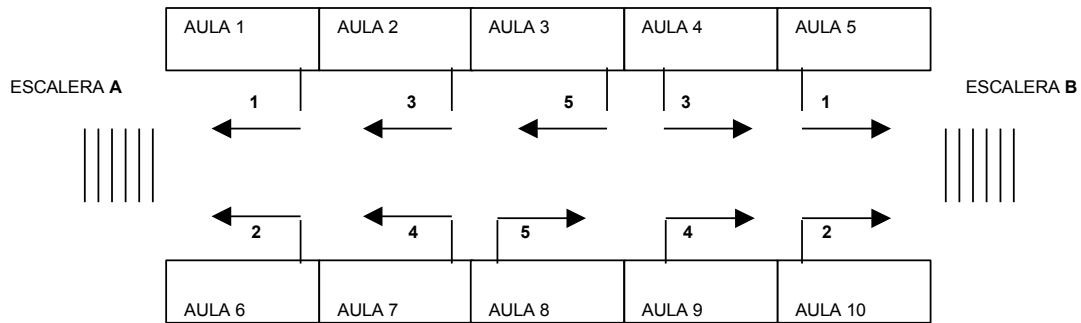 AULA 1 AULA 2 AULA 3 AULA 4 AULA 5
ESCALERA A ESCALERA B
1 3 5 3 1
2 4 5 4 2
AULA 6 AULA 7 AULA 8 AULA 9 AULA 10